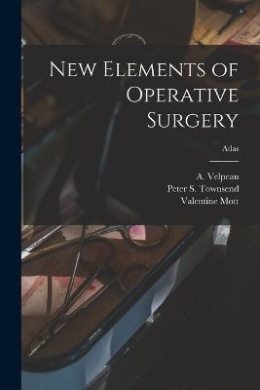 New Elements of
Operative
Surgery
Atlas
A. Velpeau
Peter S. Townsend
Valentine Mott